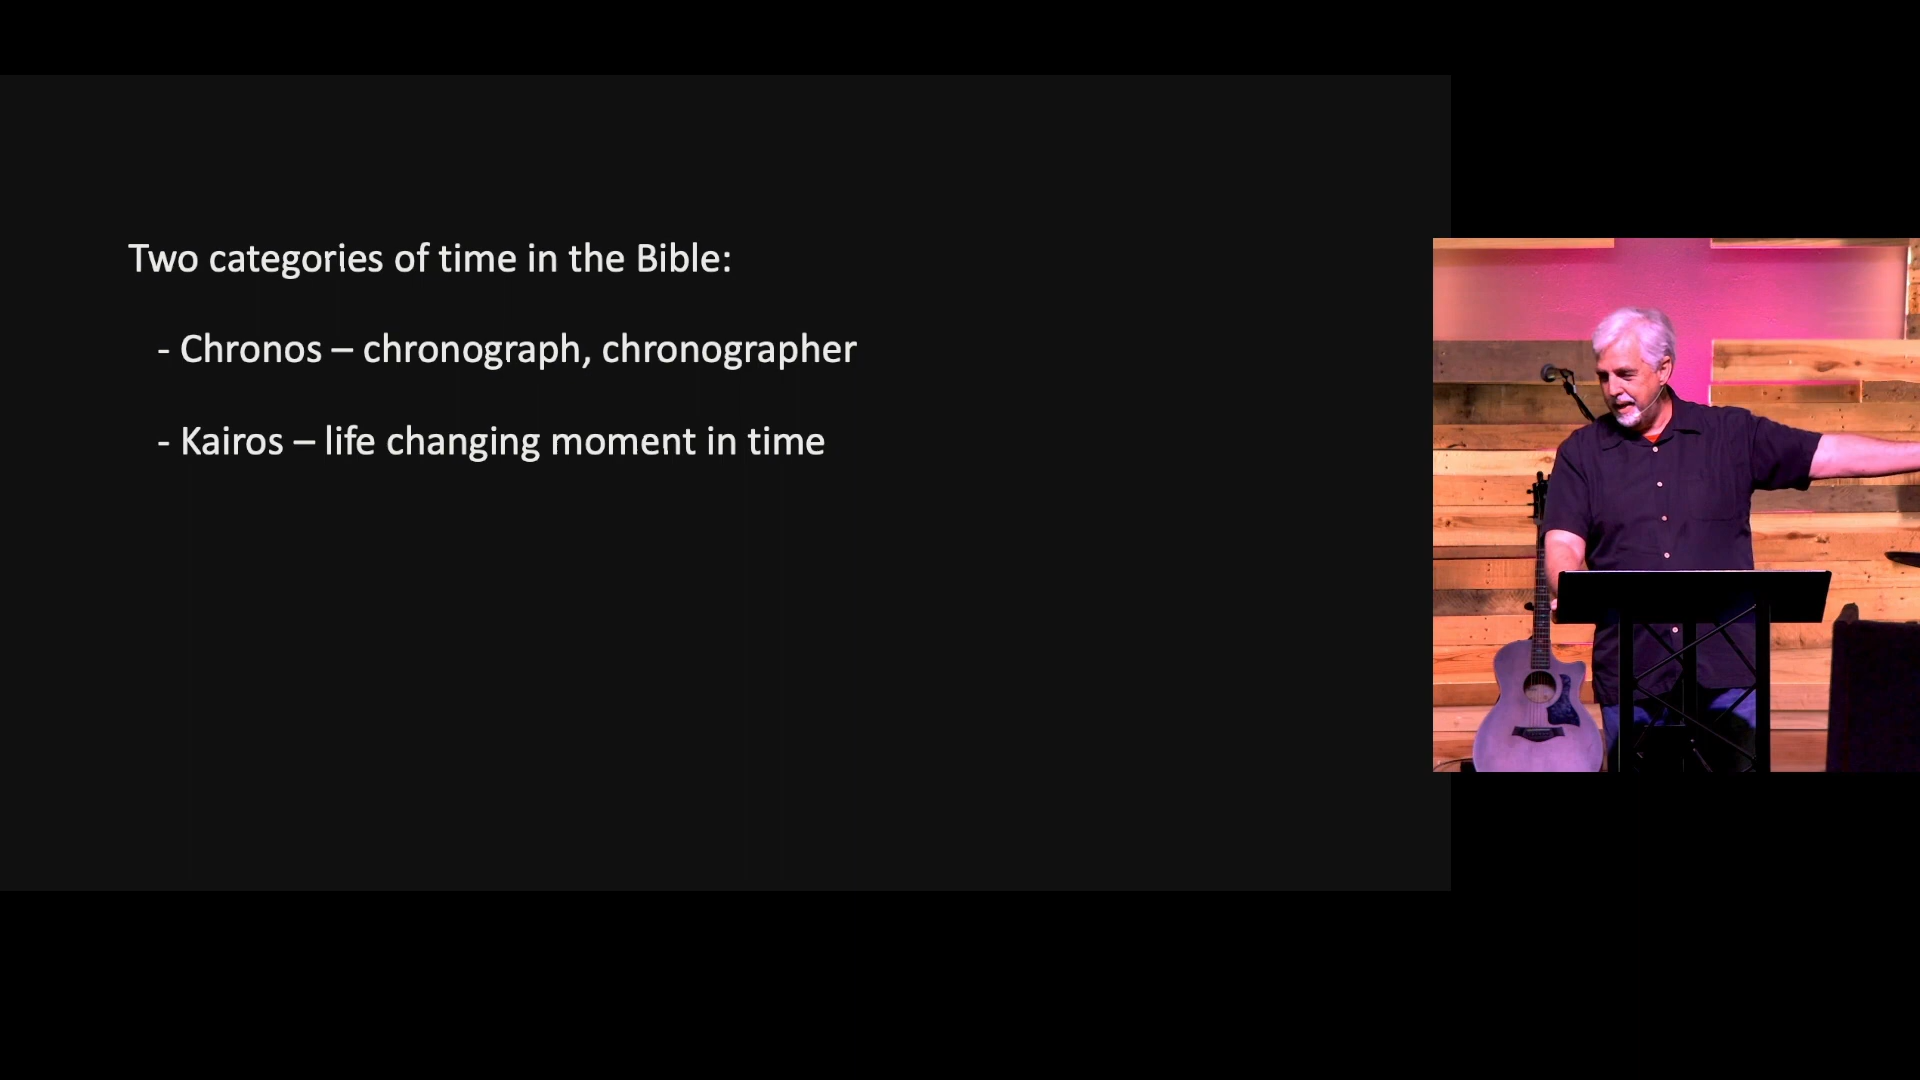 Two categories of time in the Bible:
- Chronos – chronograph, chronographer
- Kairos – life changing moment in time